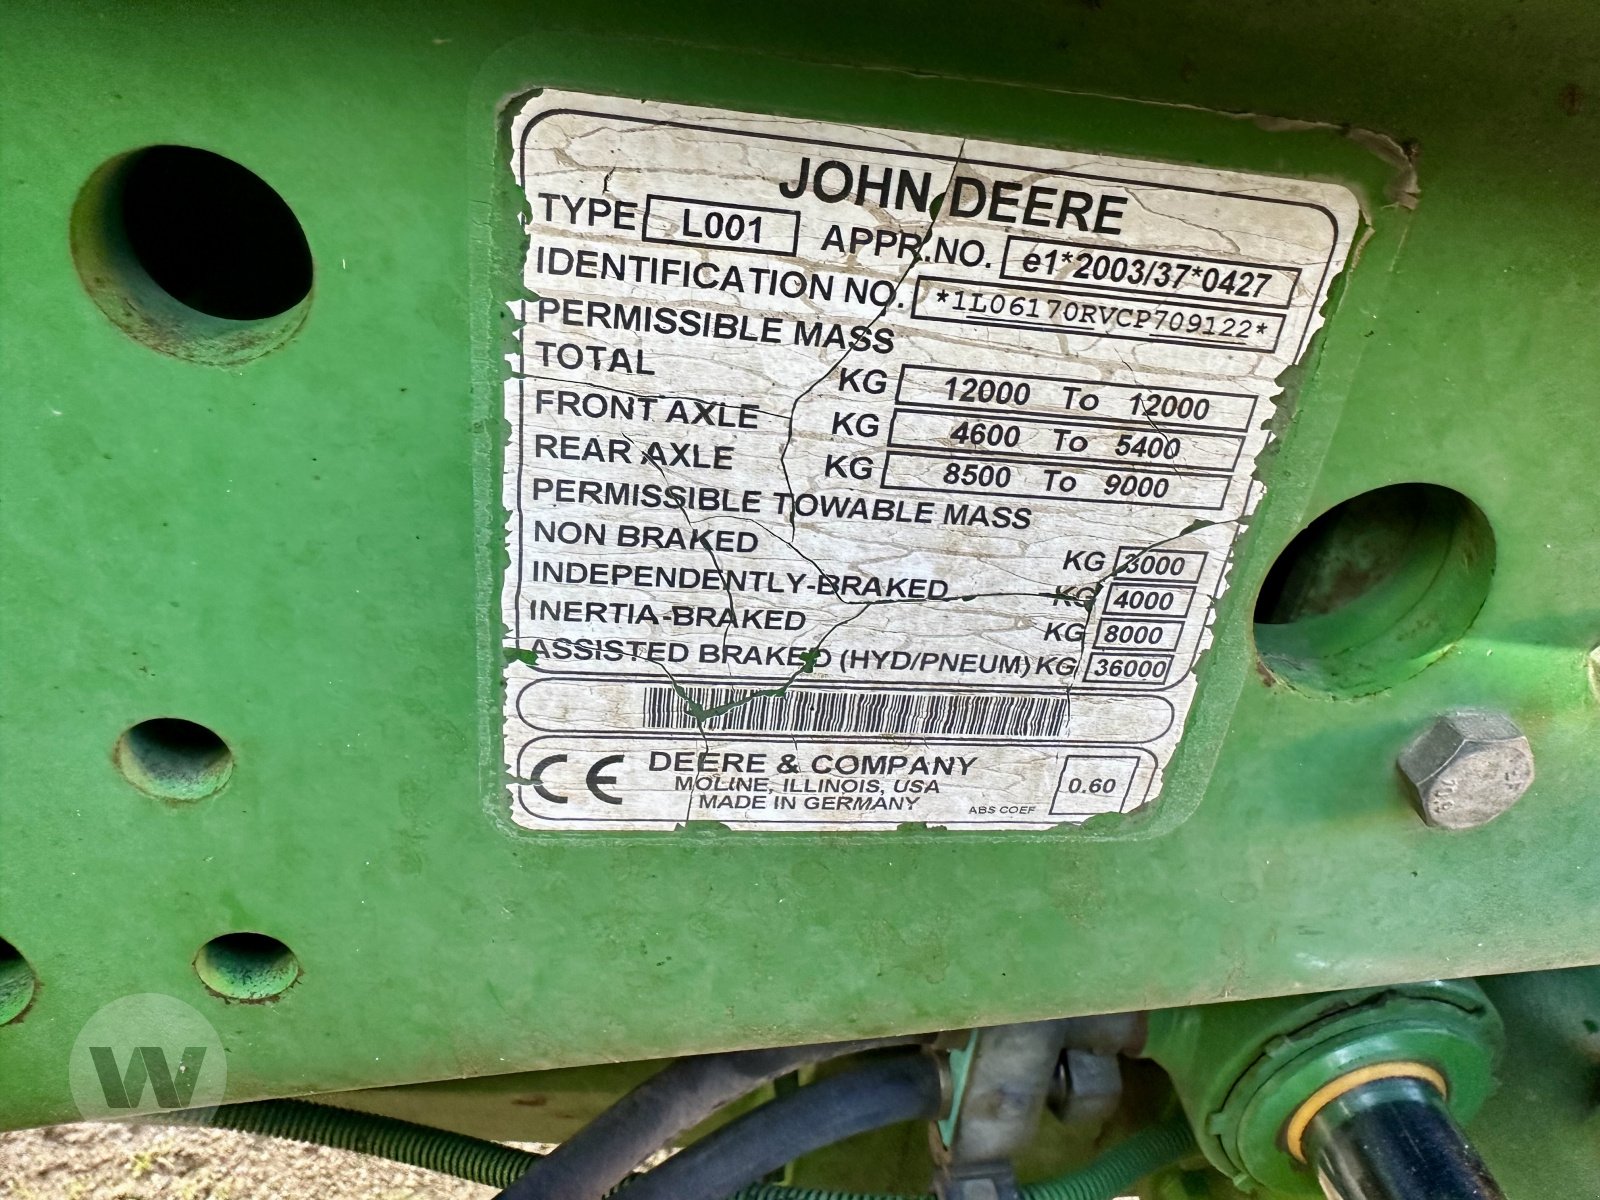 JOHN DEERE
TYPE L001 APPR.NO. e1*2003/37*0427
IDENTIFICATION NO. *1L06170RVCP709122*
PERMISSIBLE MASS
TOTAL KG 12000 To 12000
FRONT AXLE KG 4600 To 5400
REAR AXLE KG 8500 To 9000
PERMISSIBLE TOWABLE MASS
NON BRAKED KG 3000
INDEPENDENTLY-BRAKED KG 4000
INERTIA-BRAKED KG 8000
ASSISTED BRAKED (HYD/PNEUM) KG 36000
CE DEERE & COMPANY
MOLINE, ILLINOIS, USA
MADE IN GERMANY
ABS COEF 0.60
W